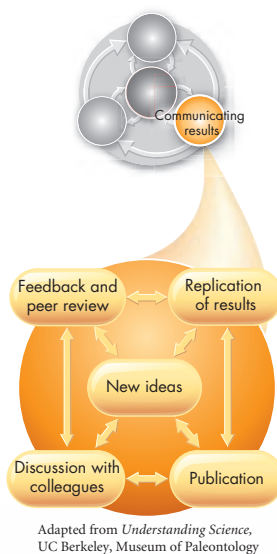 Communicating
results
Feedback and
peer review
Replication
of results
New ideas
Discussion with
colleagues
Publication
Adapted from Understanding Science,
UC Berkeley, Museum of Paleontology